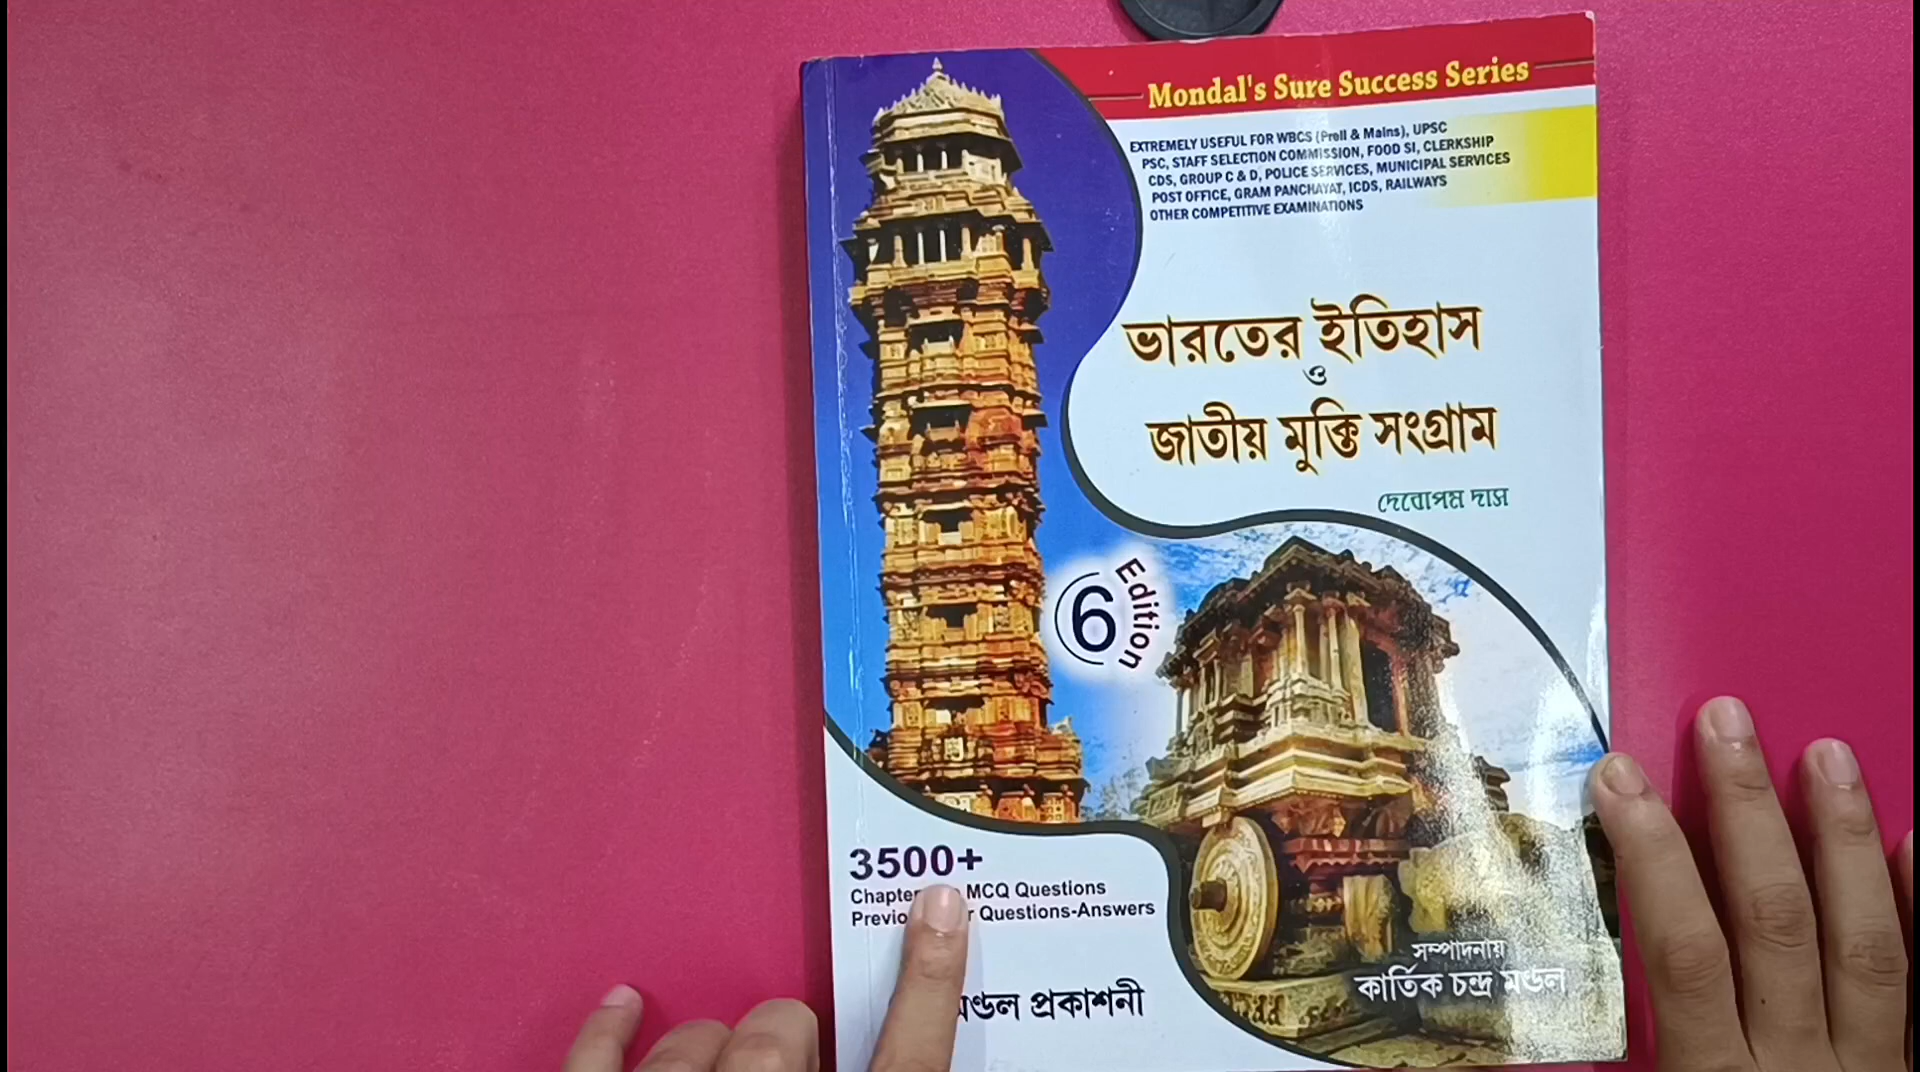 Mondal's Sure Success Series
EXTREMELY USEFUL FOR WBCS (Preli & Mains), UPSC
PSC, STAFF SELECTION COMMISSION, FOOD SI, CLERKSHIP
CDS, GROUP C & D, POLICE SERVICES, MUNICIPAL SERVICES
POST OFFICE, GRAM PANCHAYAT, ICDS, RAILWAYS
OTHER COMPETITIVE EXAMINATIONS
ভারতের ইতিহাস
ও
জাতীয় মুক্তি সংগ্রাম
দেবোপম দাস
6 Edition
3500+
MCQ Questions
Questions-Answers
মণ্ডল প্রকাশনী
সম্পাদনায়
কার্তিক চন্দ্র মণ্ডল